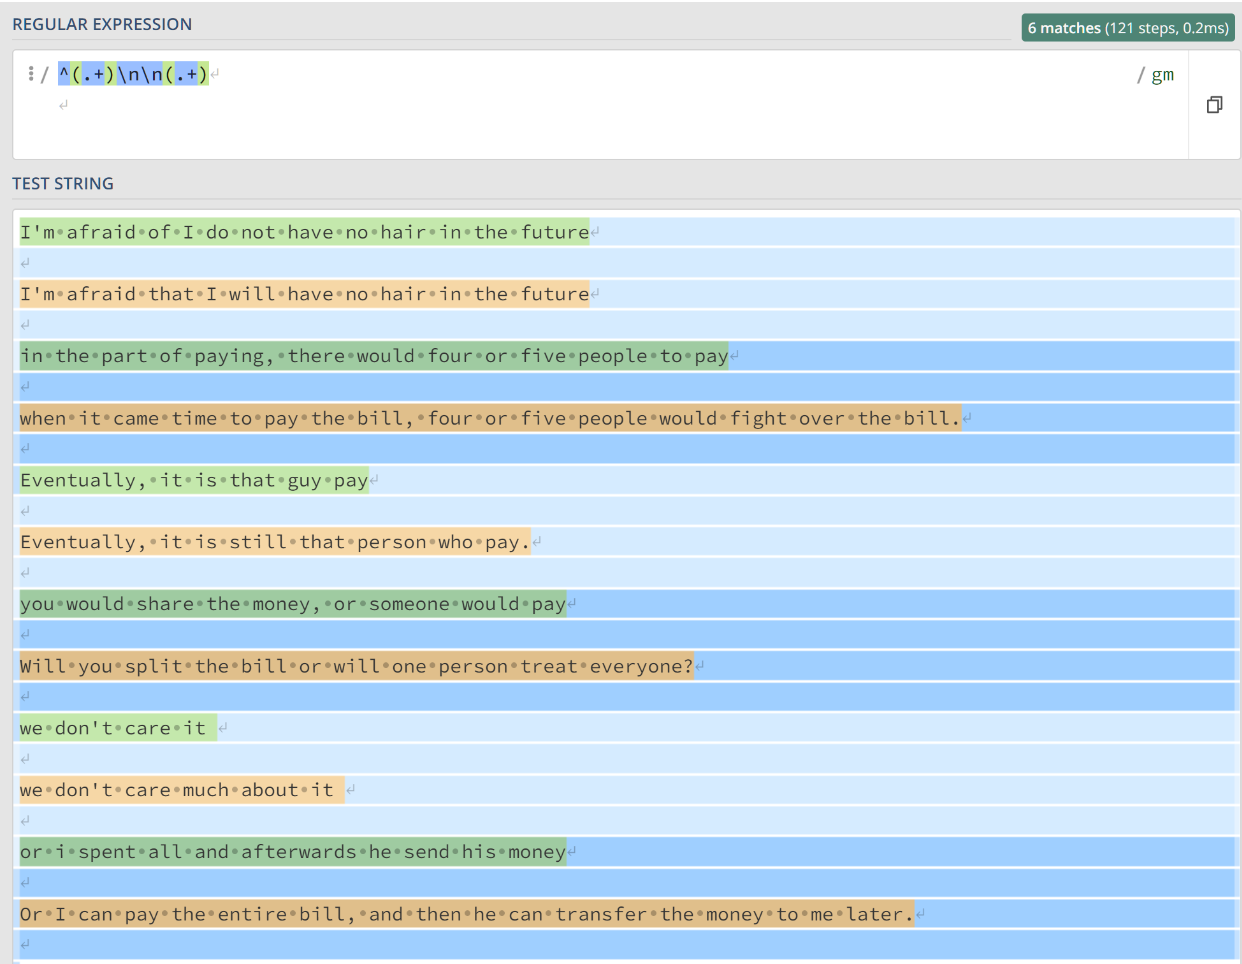 REGULAR EXPRESSION
6 matches (121 steps, 0.2ms)
/ ^(.+)\n\n(.+) / gm
TEST STRING
I'm afraid of I do not have no hair in the future
I'm afraid that I will have no hair in the future
in the part of paying, there would four or five people to pay
when it came time to pay the bill, four or five people would fight over the bill.
Eventually, it is that guy pay
Eventually, it is still that person who pay.
you would share the money, or someone would pay
Will you split the bill or will one person treat everyone?
we don't care it
we don't care much about it
or i spent all and afterwards he send his money
Or I can pay the entire bill, and then he can transfer the money to me later.